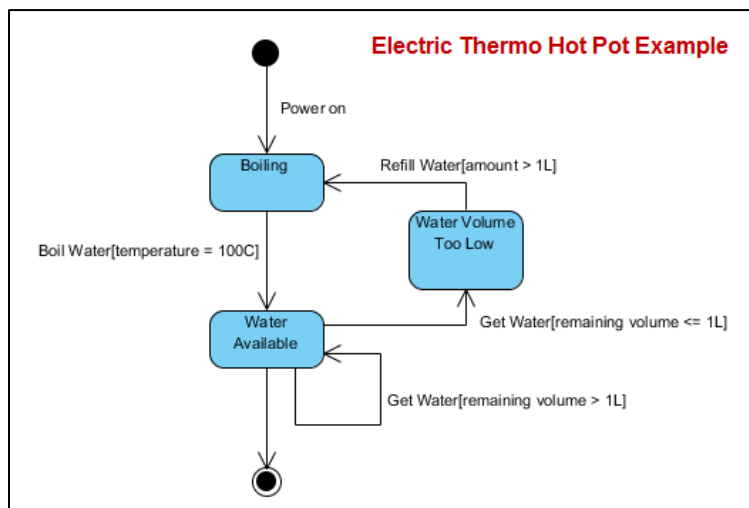 Electric Thermo Hot Pot Example
Power on
Boiling
Refill Water[amount > 1L]
Water Volume
Too Low
Boil Water[temperature = 100C]
Water
Available
Get Water[remaining volume <= 1L]
Get Water[remaining volume > 1L]